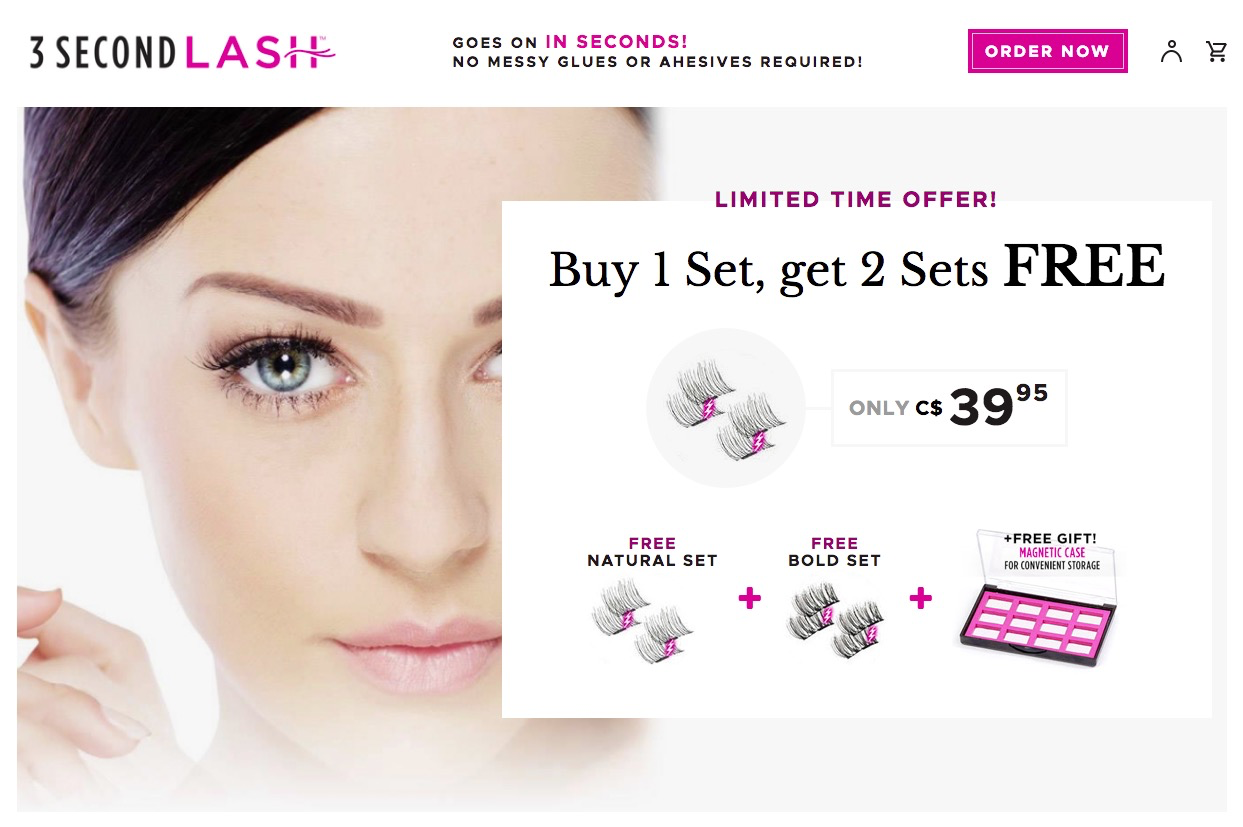 3 SECOND LASH™
GOES ON IN SECONDS!
NO MESSY GLUES OR AHESIVES REQUIRED!
ORDER NOW
LIMITED TIME OFFER!
Buy 1 Set, get 2 Sets FREE
ONLY C$ 39⁹⁵
FREE
NATURAL SET
+
FREE
BOLD SET
+
+FREE GIFT!
MAGNETIC CASE
FOR CONVENIENT STORAGE